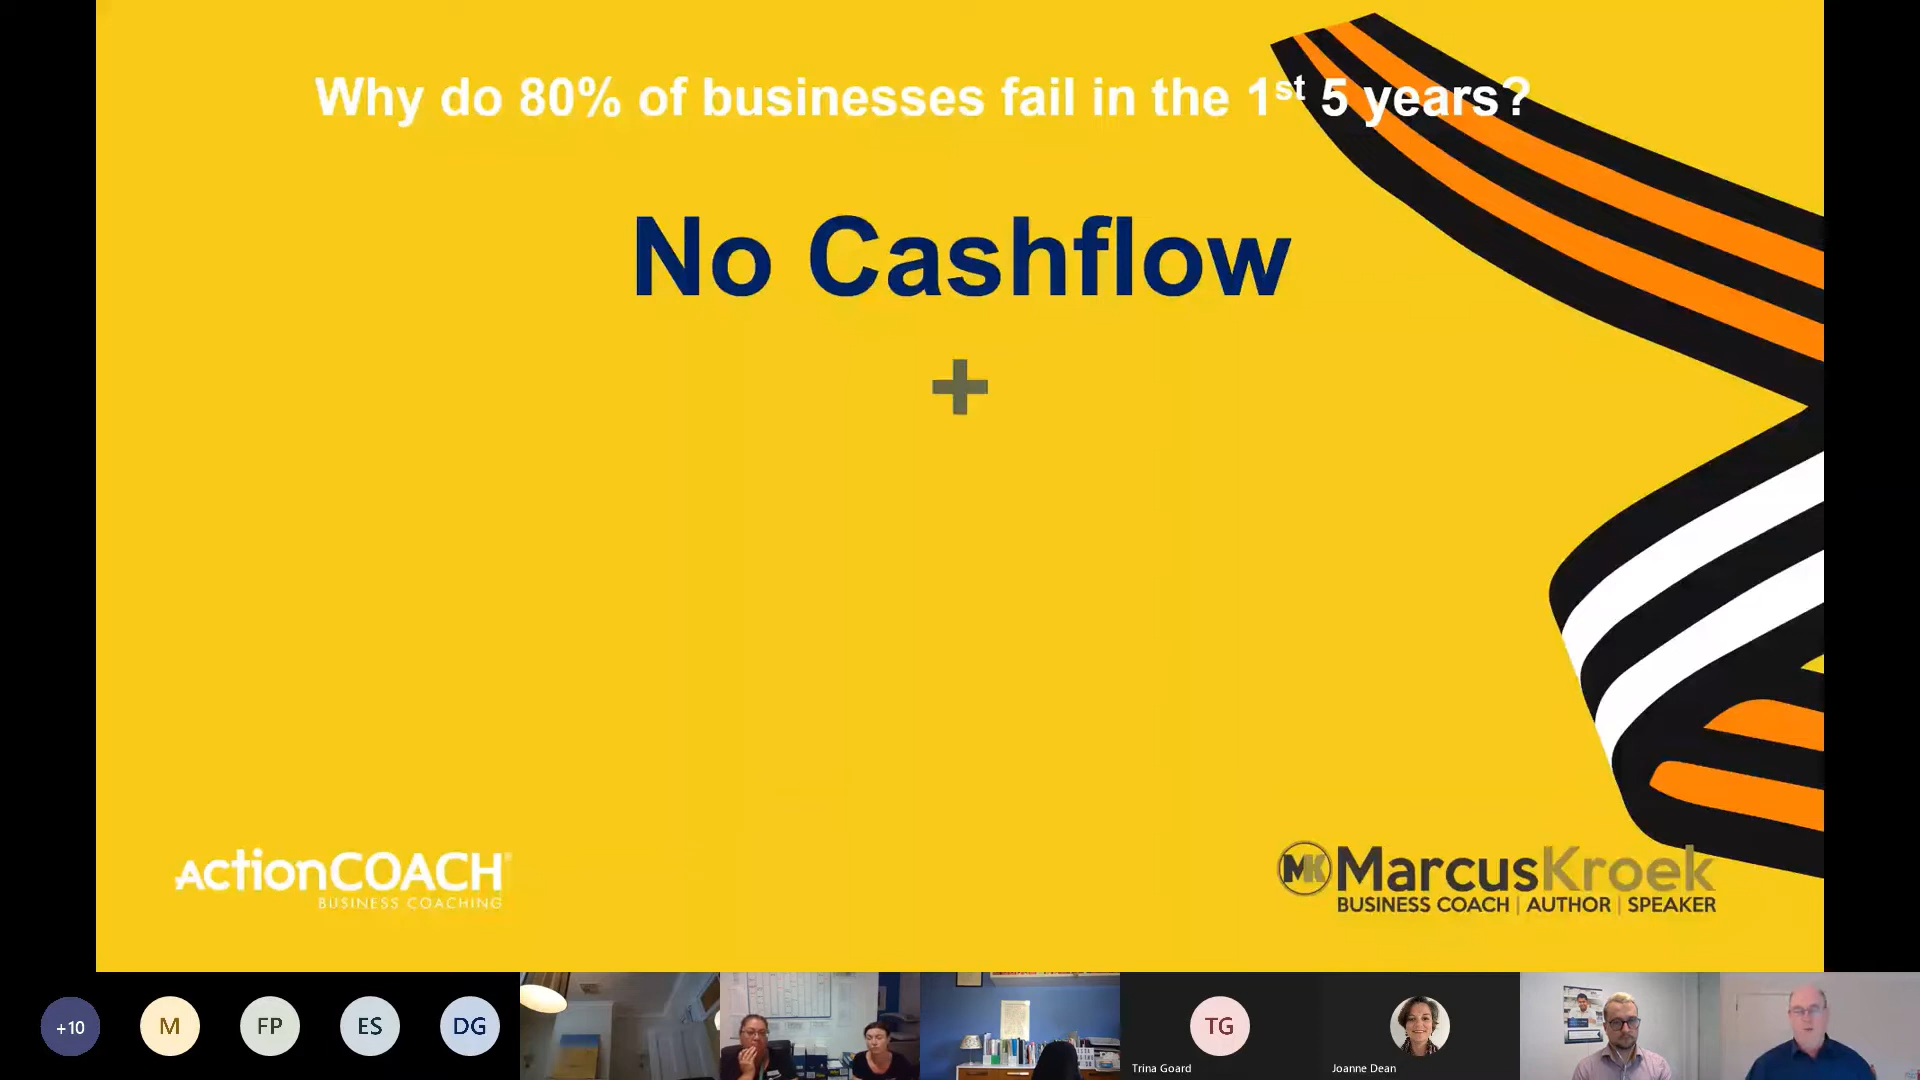 Why do 80% of businesses fail in the 1st 5 years?
No Cashflow
+
actionCOACH
BUSINESS COACHING
MK MarcusKroek
BUSINESS COACH | AUTHOR | SPEAKER
+10
M
FP
ES
DG
TG
Trina Goard
Joanne Dean